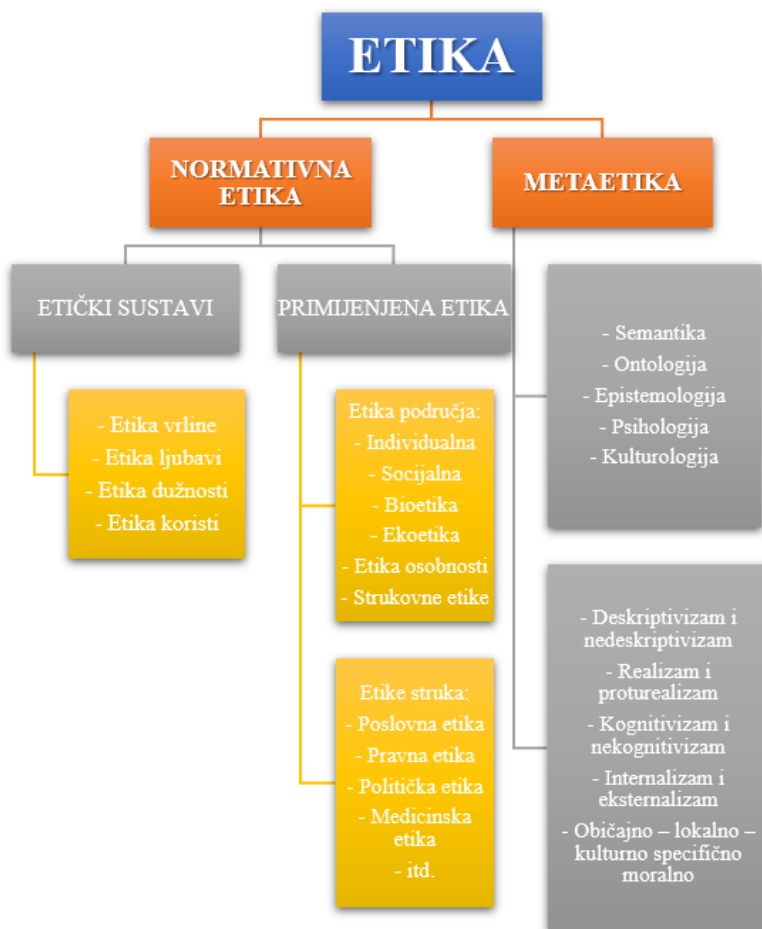 ETIKA
NORMATIVNA
ETIKA
METAETIKA
ETIČKI SUSTAVI
PRIMIJENJENA ETIKA
- Etika vrline
- Etika ljubavi
- Etika dužnosti
- Etika koristi
Etika područja:
- Individualna
- Socijalna
- Bioetika
- Ekoetika
- Etika osobnosti
- Strukovne etike
Etike struka:
- Poslovna etika
- Pravna etika
- Politička etika
- Medicinska
etika
- itd.
- Semantika
- Ontologija
- Epistemologija
- Psihologija
- Kulturologija
- Deskriptivizam i
nedeskriptivizam
- Realizam i
proturealizam
- Kognitivizam i
nekognitivizam
- Internalizam i
eksternalizam
- Običajno – lokalno –
kulturno specifično
moralno